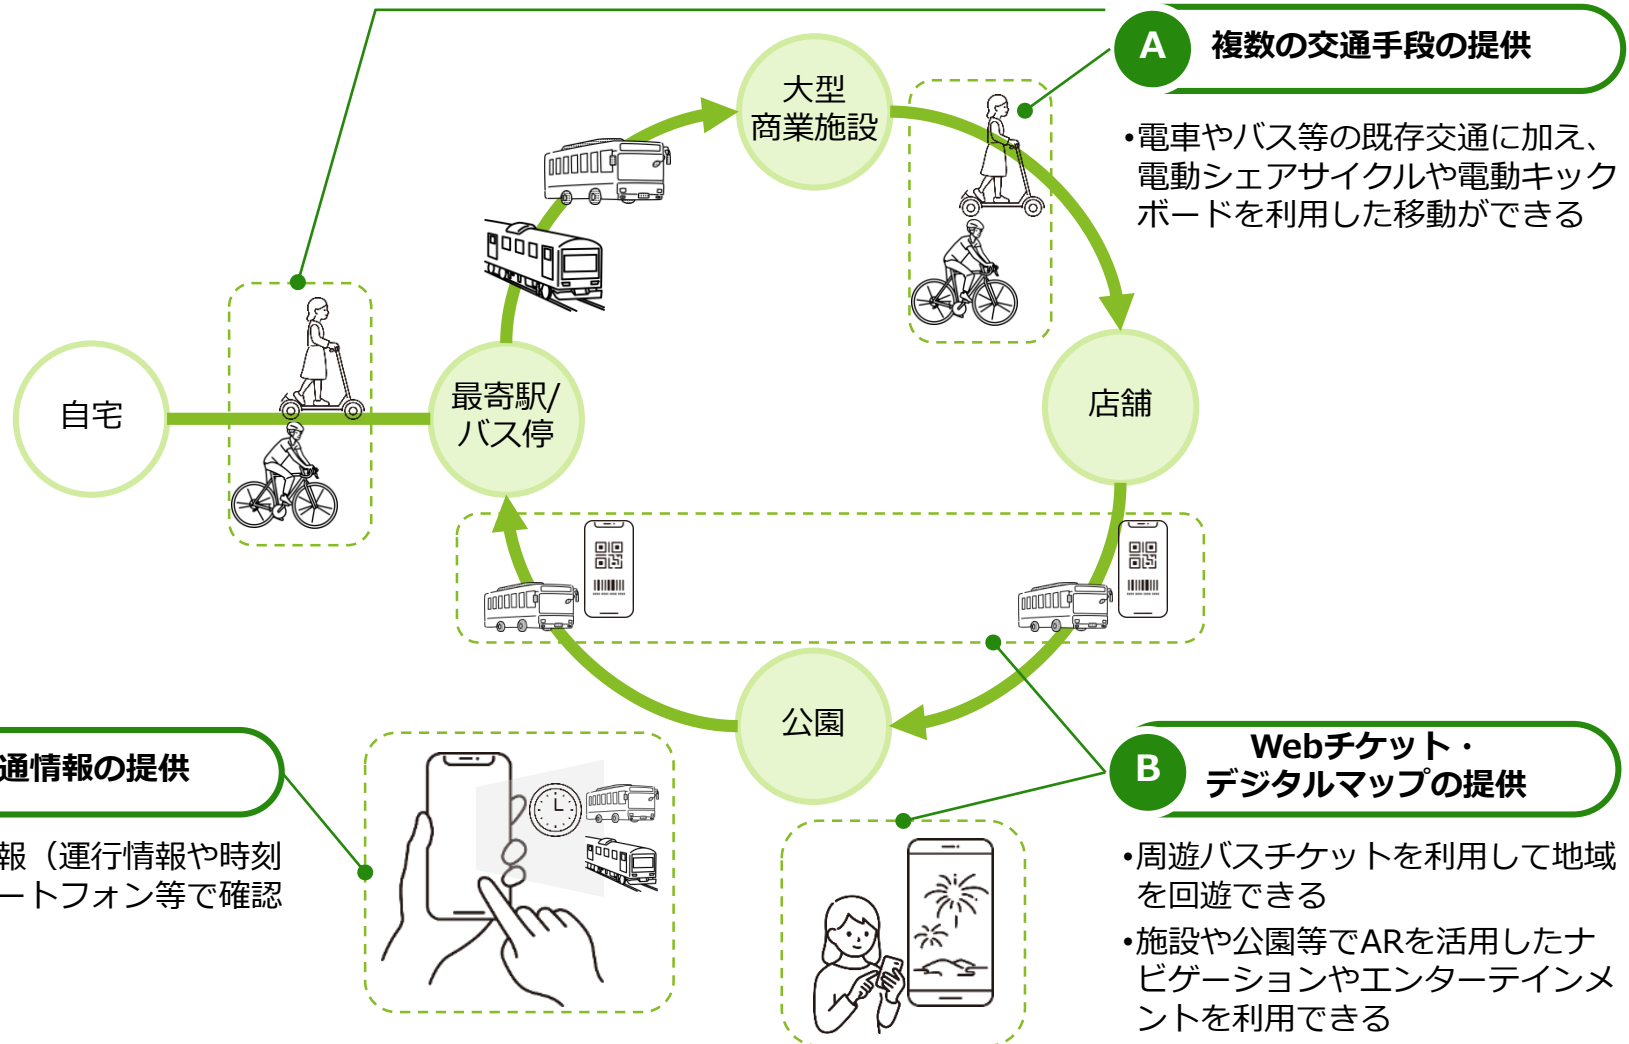 A
複数の交通手段の提供
•電車やバス等の既存交通に加え、
電動シェアサイクルや電動キック
ボードを利用した移動ができる
大型
商業施設
自宅
最寄駅/
バス停
店舗
公園
通情報の提供
報（運行情報や時刻
ートフォン等で確認
B
Webチケット・
デジタルマップの提供
•周遊バスチケットを利用して地域
を回遊できる
•施設や公園等でARを活用したナ
ビゲーションやエンターテインメ
ントを利用できる